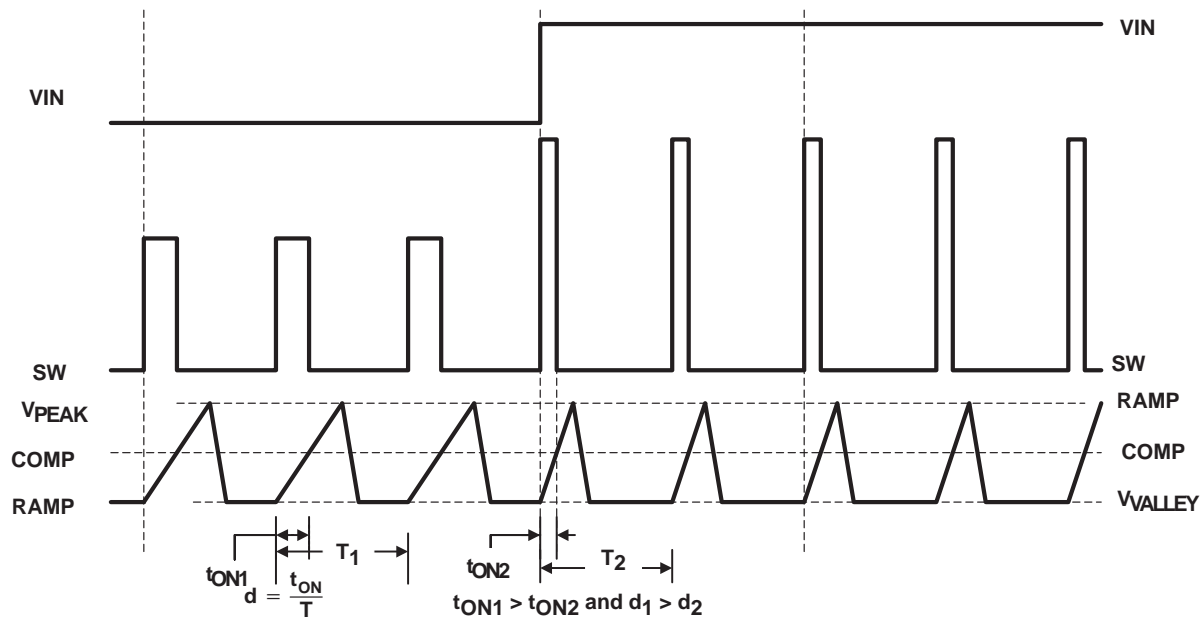 VIN
VIN
SW
SW
VPEAK
RAMP
COMP
COMP
RAMP
VVALLEY
tON1
T1
tON2
T2
d = tON
T
tON1 > tON2 and d1 > d2